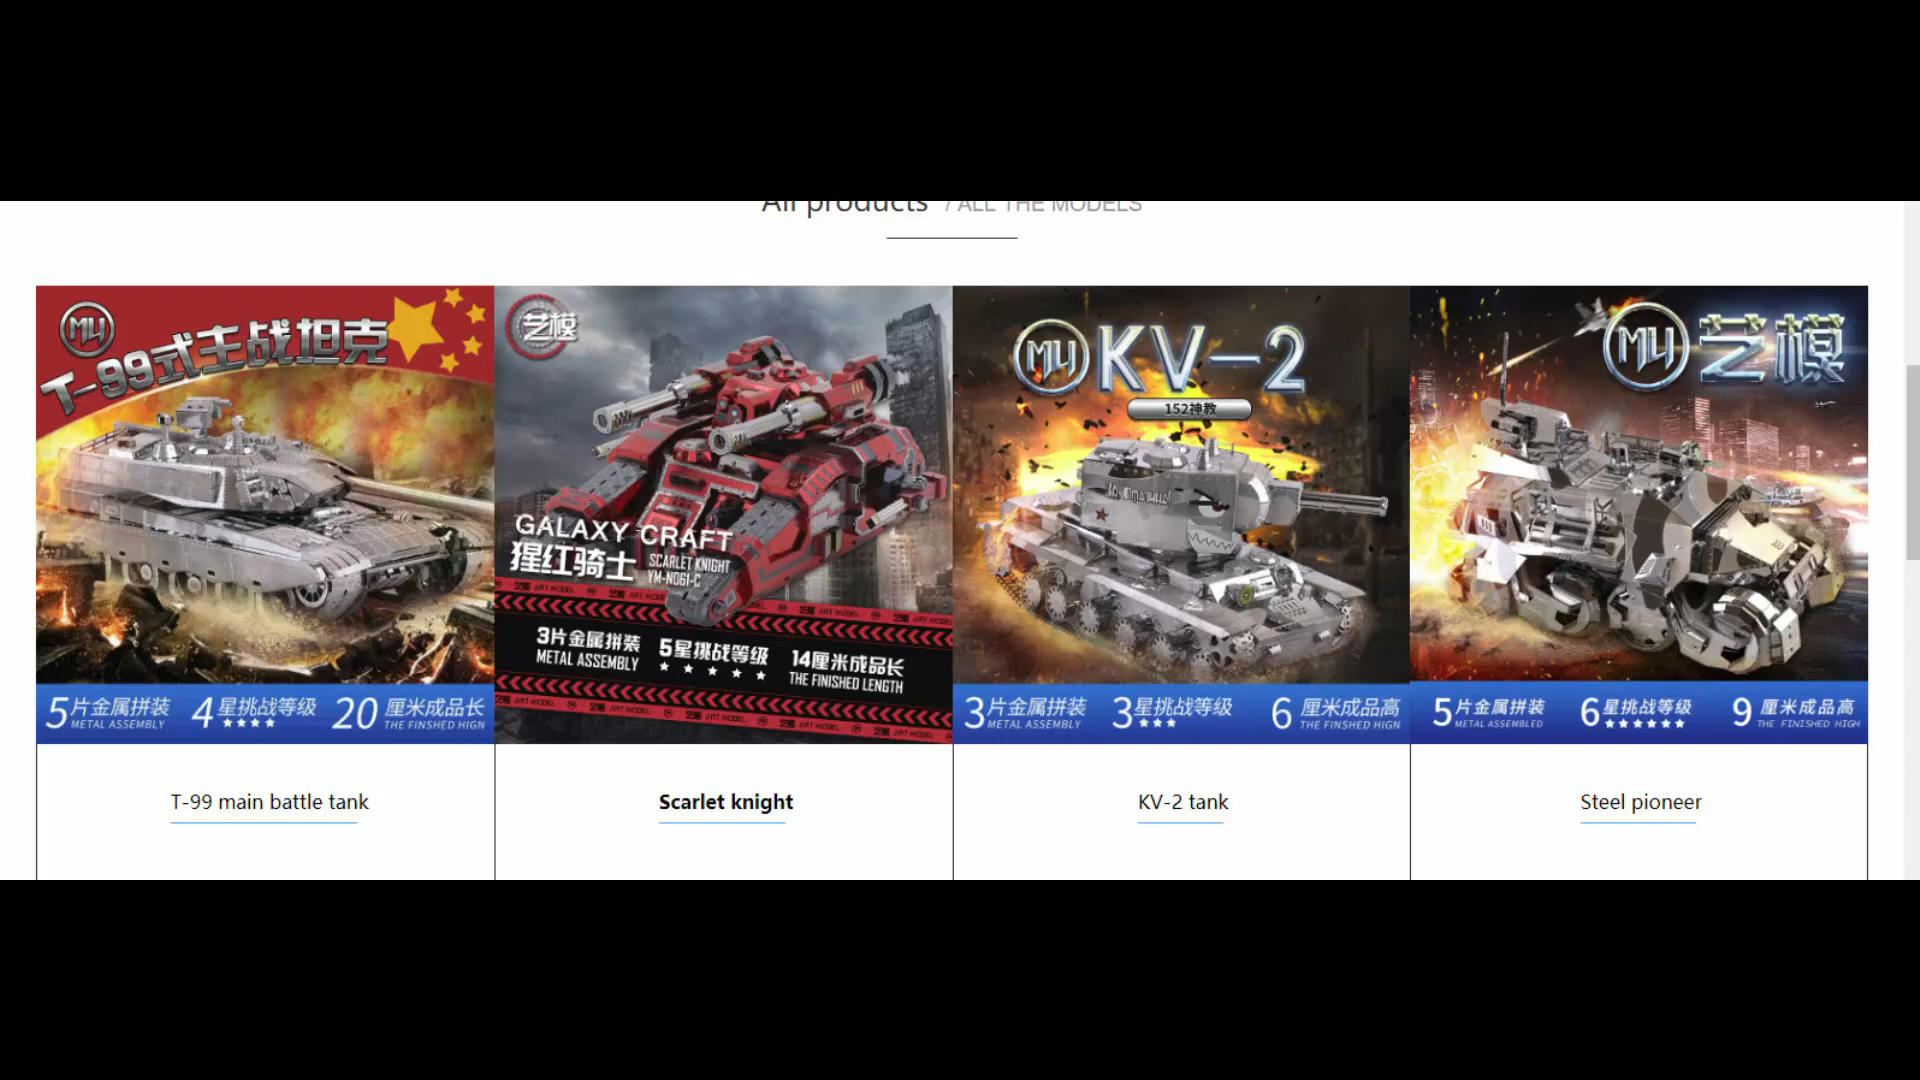 All products / ALL THE MODELS
MU
T-99式主战坦克
5片金属拼装 METAL ASSEMBLY
4星挑战等级
20厘米成品长 THE FINSHED HIGN
艺模
GALAXY CRAFT
猩红骑士 SCARLET KNIGHT
YM-N061-C
艺模 ART MODEL
3片金属拼装
METAL ASSEMBLY
5星挑战等级
14厘米成品长
THE FINISHED LENGTH
MU KV-2
152神教
3片金属拼装 METAL ASSEMBLY
3星挑战等级
6厘米成品高 THE FINSHED HIGN
MU 艺模
5片金属拼装 METAL ASSEMBLED
6星挑战等级
9厘米成品高 THE FINISHED HIGH
T-99 main battle tank
Scarlet knight
KV-2 tank
Steel pioneer